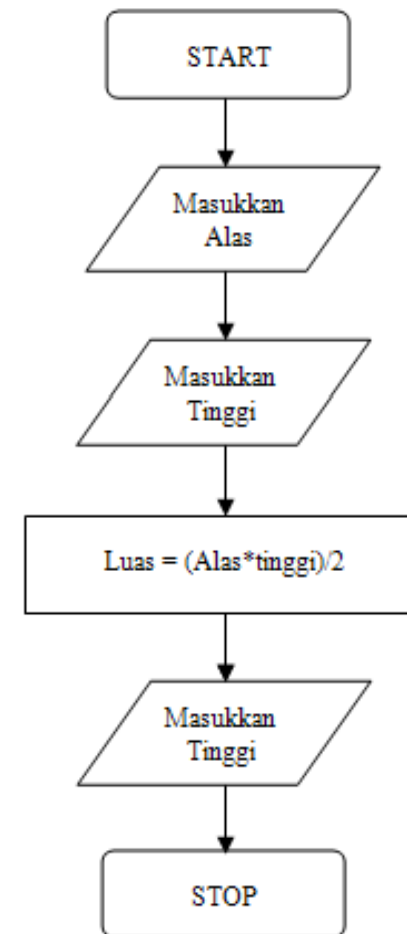 START
Masukkan
Alas
Masukkan
Tinggi
Luas = (Alas*tinggi)/2
Masukkan
Tinggi
STOP